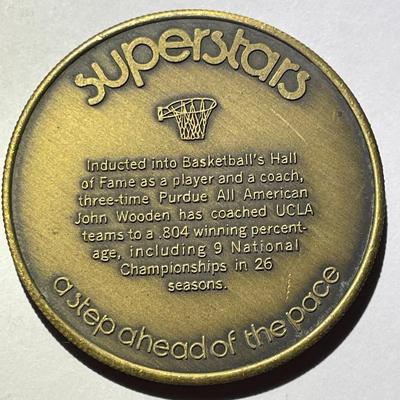 superstars
Inducted into Basketball's Hall
of Fame as a player and a coach,
three-time Purdue All American
John Wooden has coached UCLA
teams to a .804 winning percent-
age, including 9 National
Championships in 26
seasons.
a step ahead of the pace